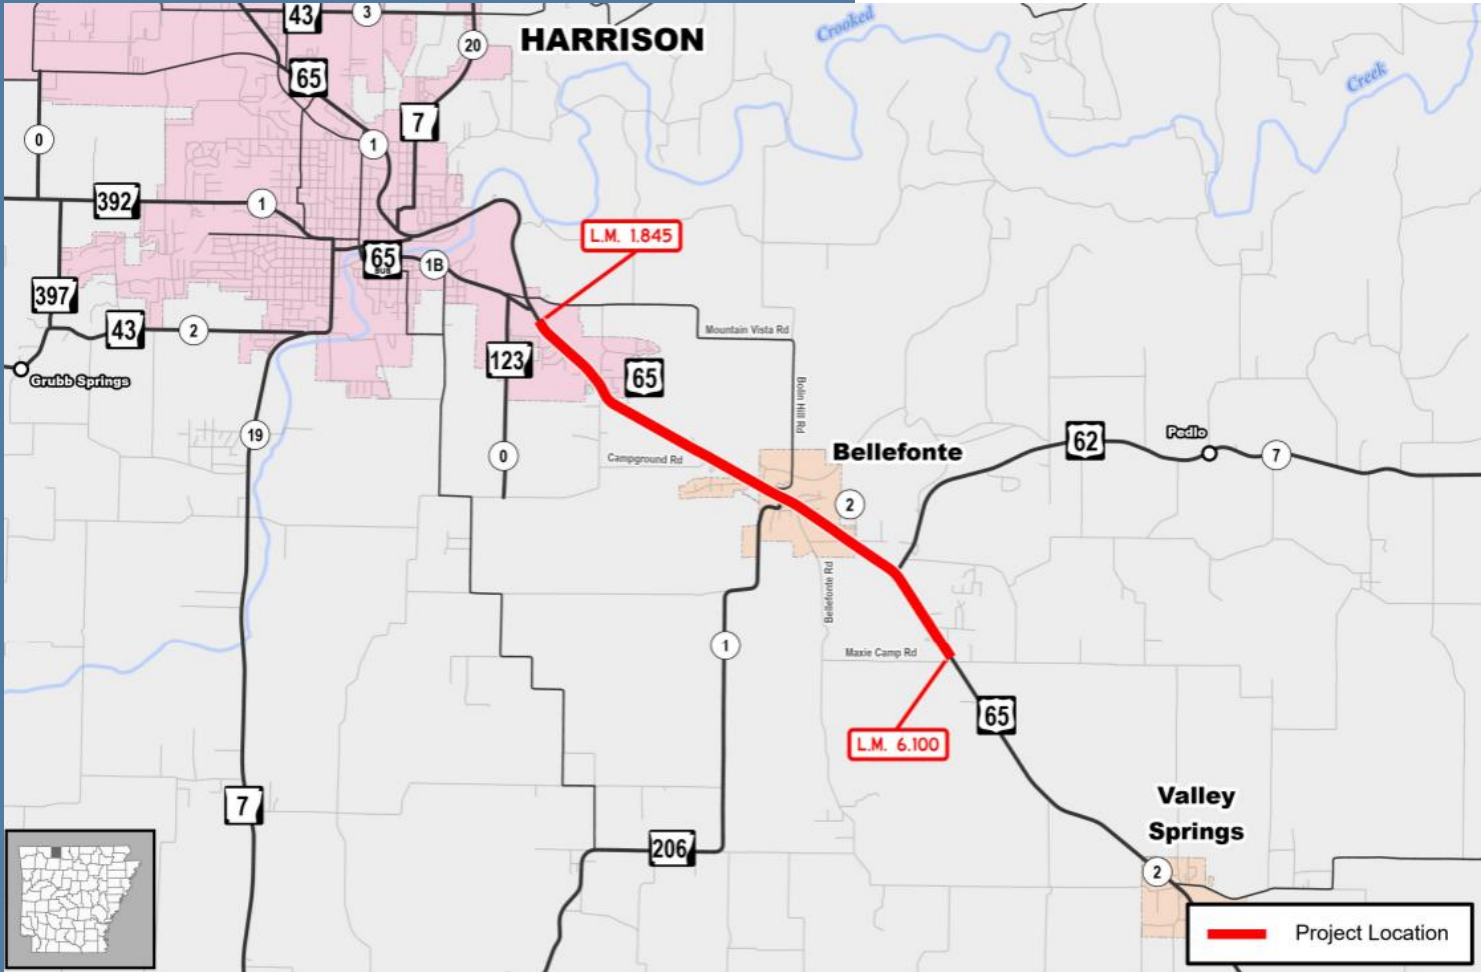 43
3
HARRISON
20
Crooked
Creek
65
7
0
1
392
1
L.M. 1.845
65
BUS
1B
397
43
2
Mountain Vista Rd
Grubb Springs
123
65
Bolin Hill Rd
19
0
Campground Rd
Bellefonte
62
Pedlo
7
2
Bellefonte Rd
1
Maxie Camp Rd
65
L.M. 6.100
7
206
Valley
Springs
2
Project Location